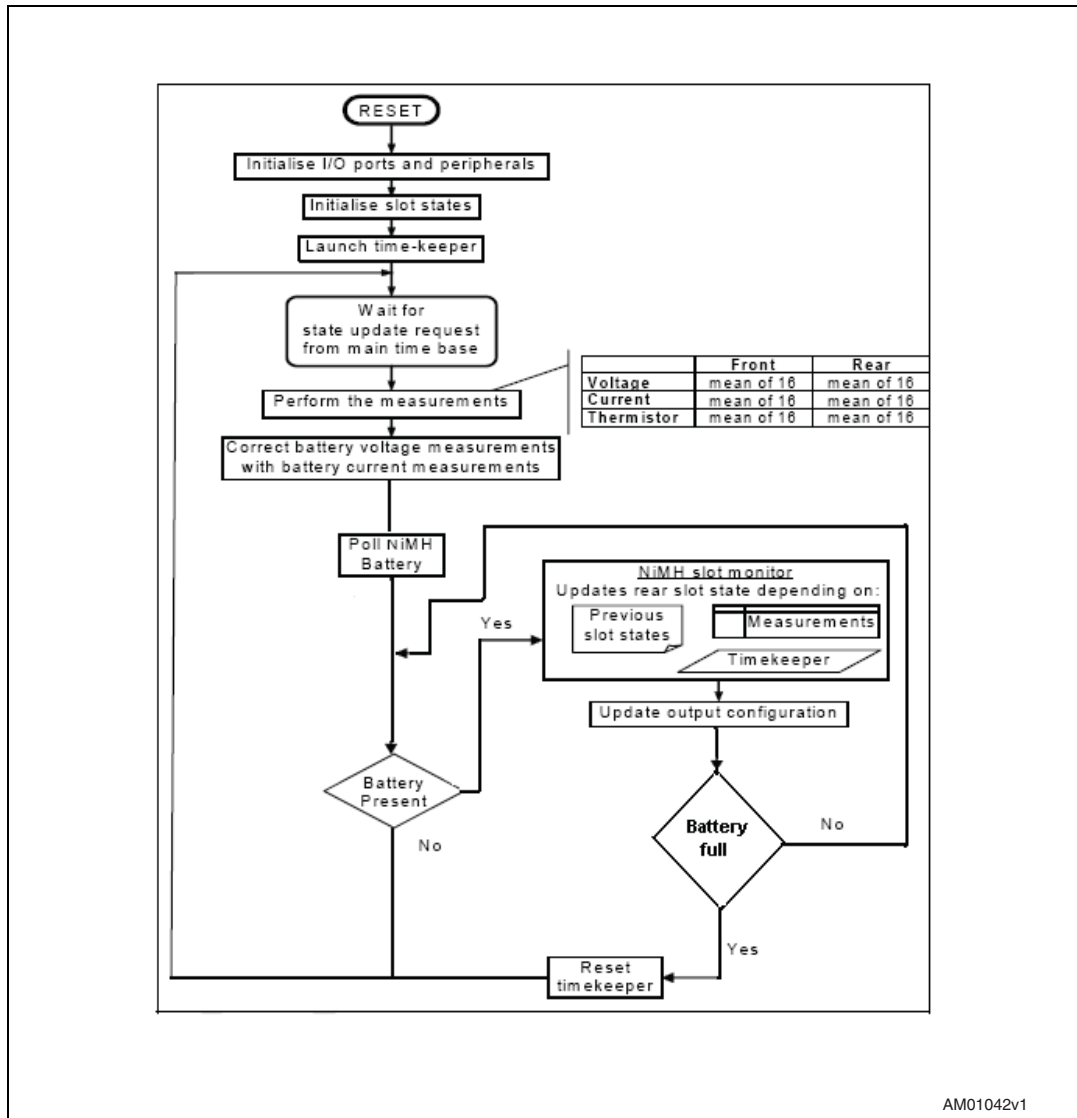 RESET
Initialise I/O ports and peripherals
Initialise slot states
Launch time-keeper
Wait for
state update request
from main time base
Perform the measurements
Front Rear
Voltage mean of 16 mean of 16
Current mean of 16 mean of 16
Thermistor mean of 16 mean of 16
Correct battery voltage measurements
with battery current measurements
Poll NiMH
Battery
NiMH slot monitor
Updates rear slot state depending on:
Previous
slot states
Measurements
Timekeeper
Yes
Update output configuration
Battery
Present
No
Battery
full
No
Yes
Reset
timekeeper
AM01042v1